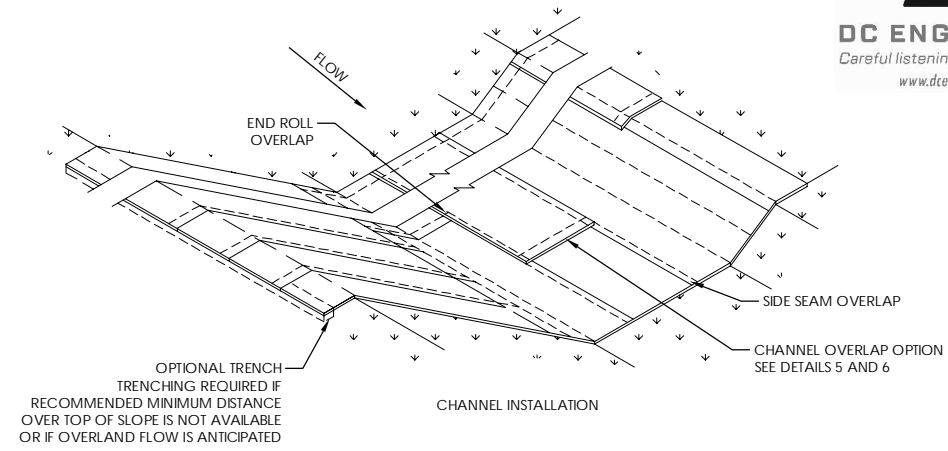 DC ENG
Careful listenin
www.dce
FLOW
END ROLL
OVERLAP
SIDE SEAM OVERLAP
CHANNEL OVERLAP OPTION
SEE DETAILS 5 AND 6
OPTIONAL TRENCH
TRENCHING REQUIRED IF
RECOMMENDED MINIMUM DISTANCE
OVER TOP OF SLOPE IS NOT AVAILABLE
OR IF OVERLAND FLOW IS ANTICIPATED
CHANNEL INSTALLATION